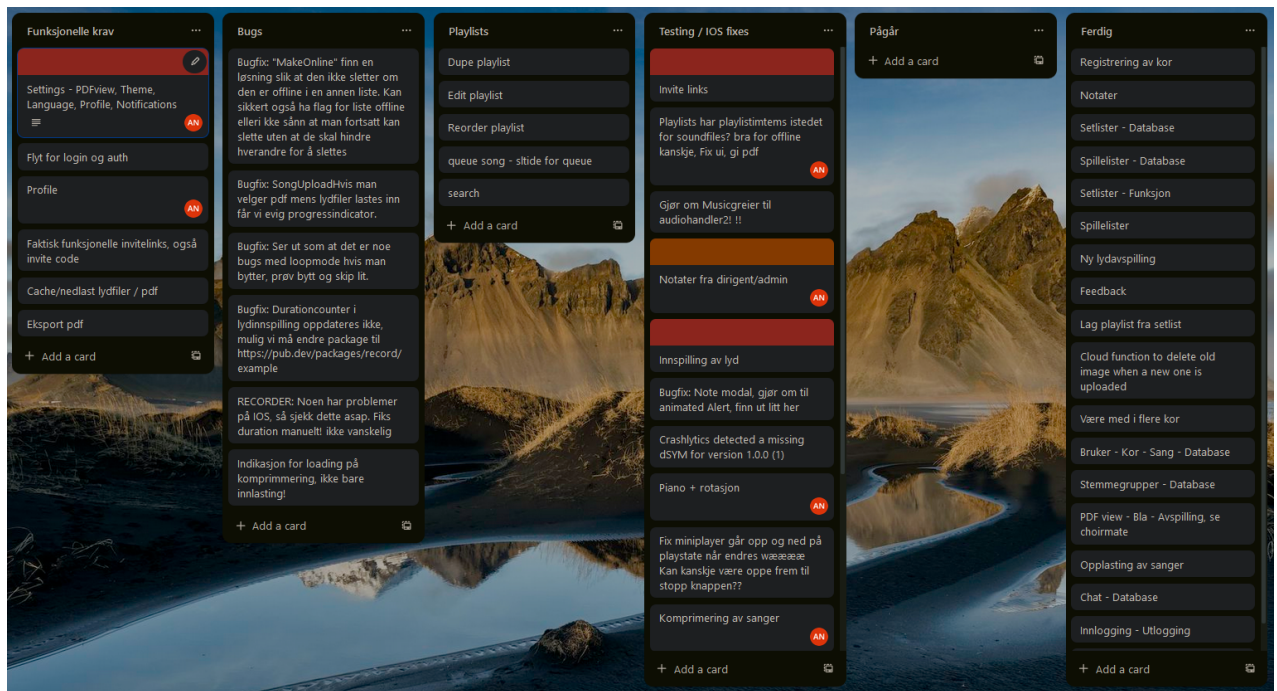 Funksjonelle krav
Settings - PDFview, Theme,
Language, Profile, Notifications
AN
Flyt for login og auth
Profile
AN
Faktisk funksjonelle invitelinks, også
invite code
Cache/nedlast lydfiler / pdf
Eksport pdf
+ Add a card
Bugs
Bugfix: "MakeOnline" finn en
løsning slik at den ikke sletter om
den er offline i en annen liste. Kan
sikkert også ha flag for liste offline
elleri ikke sånn at man fortsatt kan
slette uten at de skal hindre
hverandre for å slettes
Bugfix: SongUploadHvis man
velger pdf mens lydfiler lastes inn
får vi evig progressindicator.
Bugfix: Ser ut som at det er noe
bugs med loopmode hvis man
bytter, prøv bytt og skip lit.
Bugfix: Durationcounter i
lydinnspilling oppdateres ikke,
mulig vi må endre package til
https://pub.dev/packages/record/
example
RECORDER: Noen har problemer
på IOS, så sjekk dette asap. Fiks
duration manuelt! ikke vanskelig
Indikasjon for loading på
komprimmering, ikke bare
innlasting!
+ Add a card
Playlists
Dupe playlist
Edit playlist
Reorder playlist
queue song - sltide for queue
search
+ Add a card
Testing / IOS fixes
Invite links
Playlists har playlistimtems istedet
for soundfiles? bra for offline
kanskje, Fix ui, gi pdf
AN
Gjør om Musicgreier til
audiohandler2! !!
Notater fra dirigent/admin
AN
Innspilling av lyd
Bugfix: Note modal, gjør om til
animated Alert, finn ut litt her
Crashlytics detected a missing
dSYM for version 1.0.0 (1)
Piano + rotasjon
AN
Fix miniplayer går opp og ned på
playstate når endres wææææ
Kan kanskje være oppe frem til
stopp knappen??
Komprimering av sanger
AN
+ Add a card
Pågår
+ Add a card
Ferdig
Registrering av kor
Notater
Setlister - Database
Spillelister - Database
Setlister - Funksjon
Spillelister
Ny lydavspilling
Feedback
Lag playlist fra setlist
Cloud function to delete old
image when a new one is
uploaded
Være med i flere kor
Bruker - Kor - Sang - Database
Stemmegrupper - Database
PDF view - Bla - Avspilling, se
choirmate
Opplasting av sanger
Chat - Database
Innlogging - Utlogging
+ Add a card